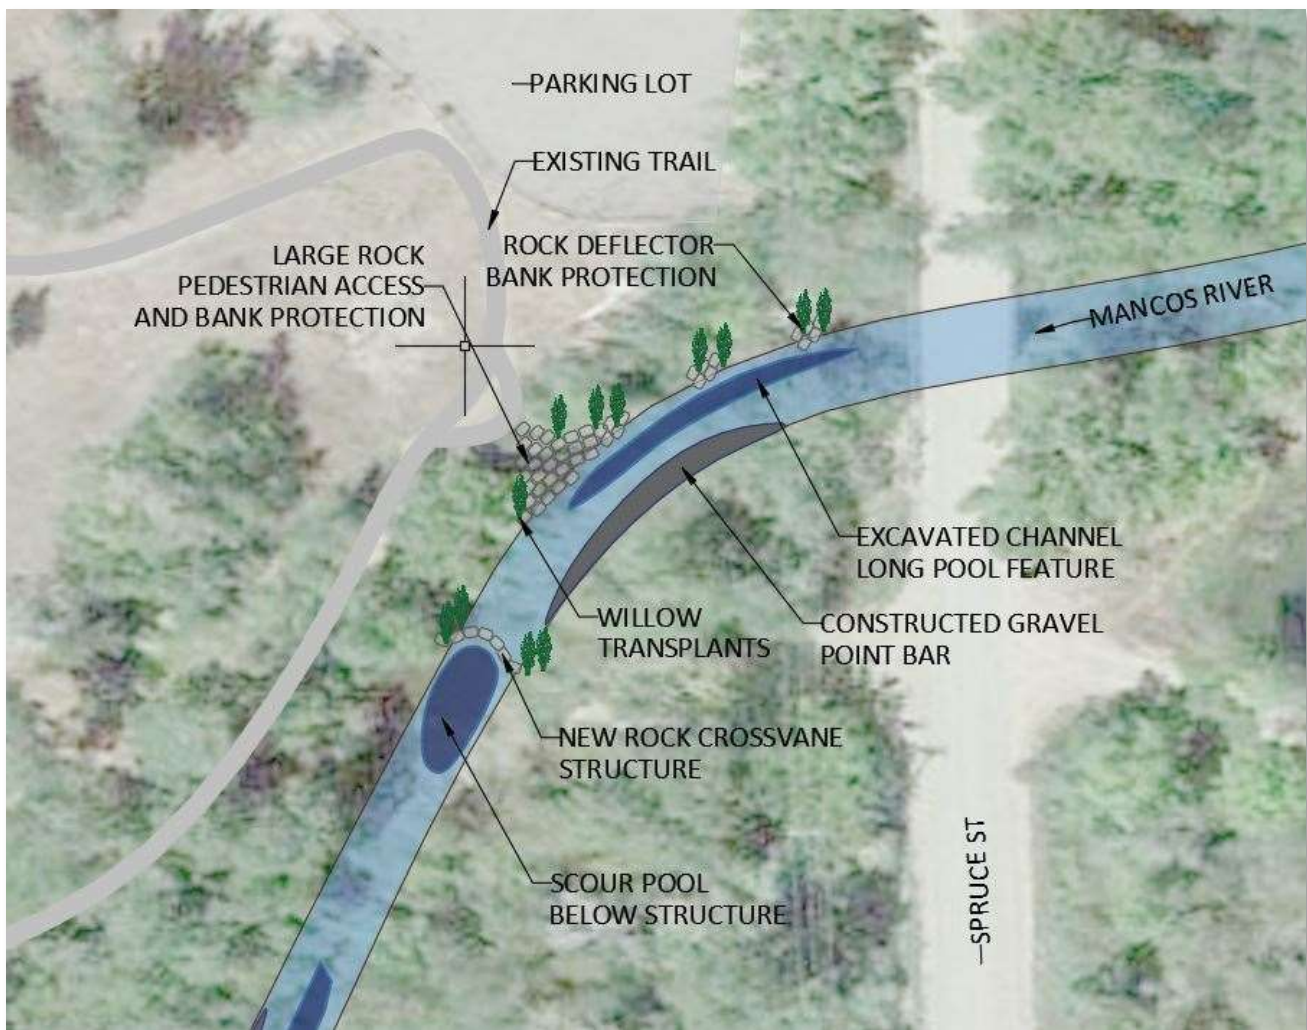 PARKING LOT
EXISTING TRAIL
LARGE ROCK
PEDESTRIAN ACCESS
AND BANK PROTECTION
ROCK DEFLECTOR
BANK PROTECTION
MANCOS RIVER
EXCAVATED CHANNEL
LONG POOL FEATURE
WILLOW
TRANSPLANTS
CONSTRUCTED GRAVEL
POINT BAR
NEW ROCK CROSSVANE
STRUCTURE
SCOUR POOL
BELOW STRUCTURE
SPRUCE ST